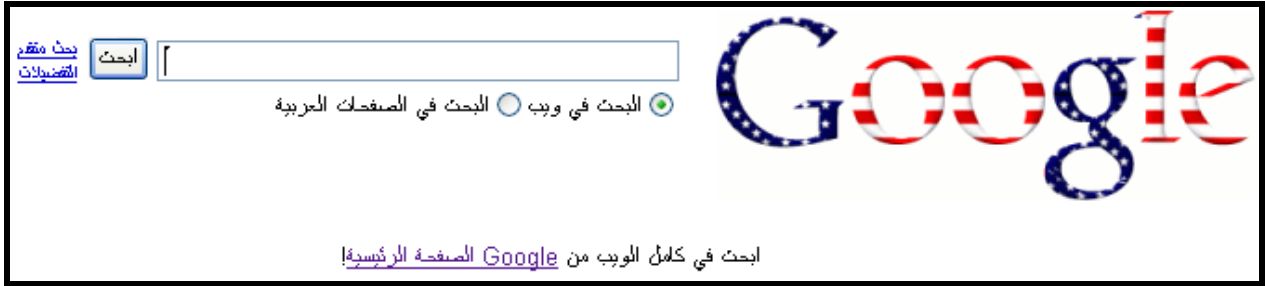 Google
ابحث
بحث متقدم
التفضيلات
البحث في ويب البحث في الصفحات العربية
ابحث في كامل الويب من Google الصفحة الرئيسية!